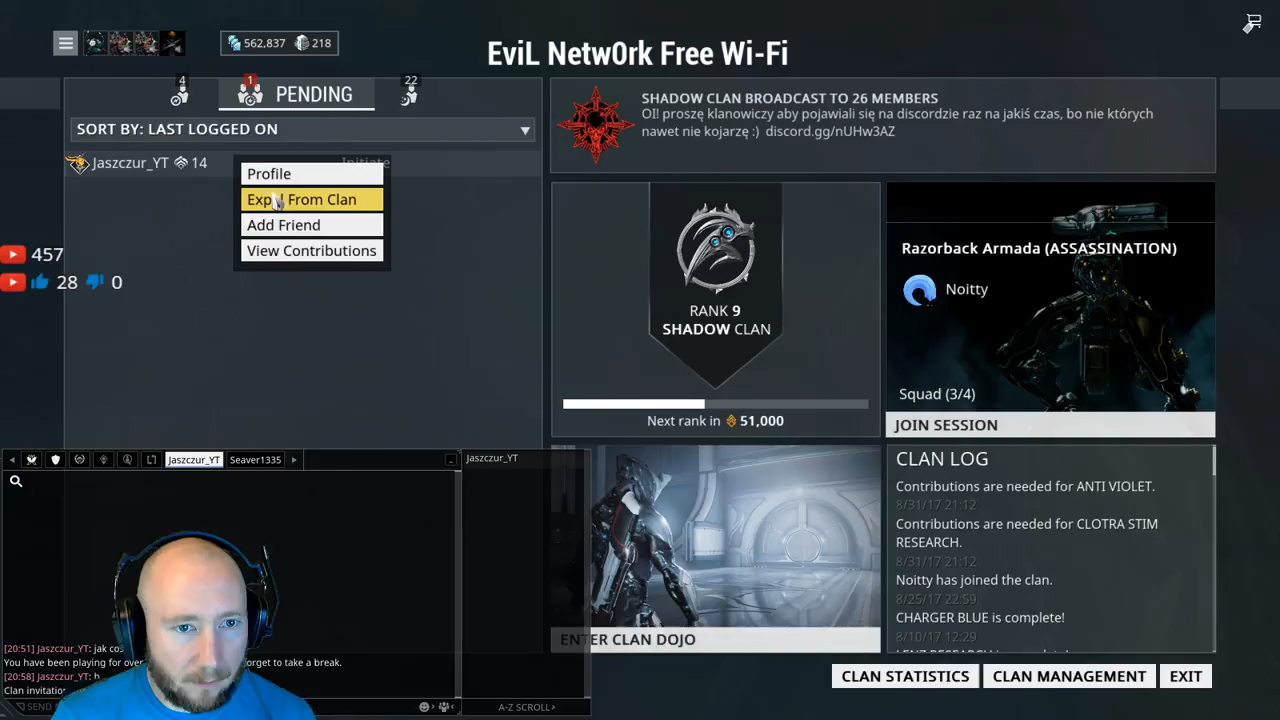 562,837 218
EviL Netw0rk Free Wi-Fi
4
1
22
PENDING
SORT BY: LAST LOGGED ON
Jaszczur_YT 14 Initiate
Profile
Expel From Clan
Add Friend
View Contributions
457
28 0
SHADOW CLAN BROADCAST TO 26 MEMBERS
OI! proszę klanowiczy aby pojawiali się na discordzie raz na jakiś czas, bo nie których
nawet nie kojarzę :) discord.gg/nUHw3AZ
RANK 9
SHADOW CLAN
Next rank in 51,000
Razorback Armada (ASSASSINATION)
Noitty
Squad (3/4)
JOIN SESSION
Jaszczur_YT Seaver1335
Jaszczur_YT
[20:51] Jaszczur_YT: jak
You have been playing for over forget to take a break.
[20:58] Jaszczur_YT:
Clan
SEND
A-Z SCROLL>
ENTER CLAN DOJO
CLAN LOG
Contributions are needed for ANTI VIOLET.
8/31/17 21:12
Contributions are needed for CLOTRA STIM
RESEARCH.
8/31/17 21:12
Noitty has joined the clan.
8/25/17 22:59
CHARGER BLUE is complete!
8/10/17 12:29
CLAN STATISTICS
CLAN MANAGEMENT
EXIT